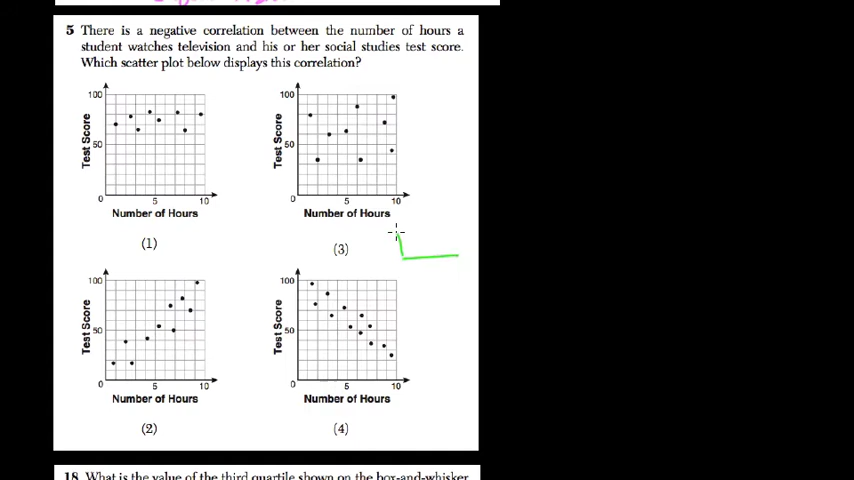 5 There is a negative correlation between the number of hours a
student watches television and his or her social studies test score.
Which scatter plot below displays this correlation?
100
50
0
5
10
Test Score
Number of Hours
(1)
100
50
0
5
10
Test Score
Number of Hours
(3)
100
50
0
5
10
Test Score
Number of Hours
(2)
100
50
0
5
10
Test Score
Number of Hours
(4)
18 What is the value of the third quartile shown on the box-and-whisker